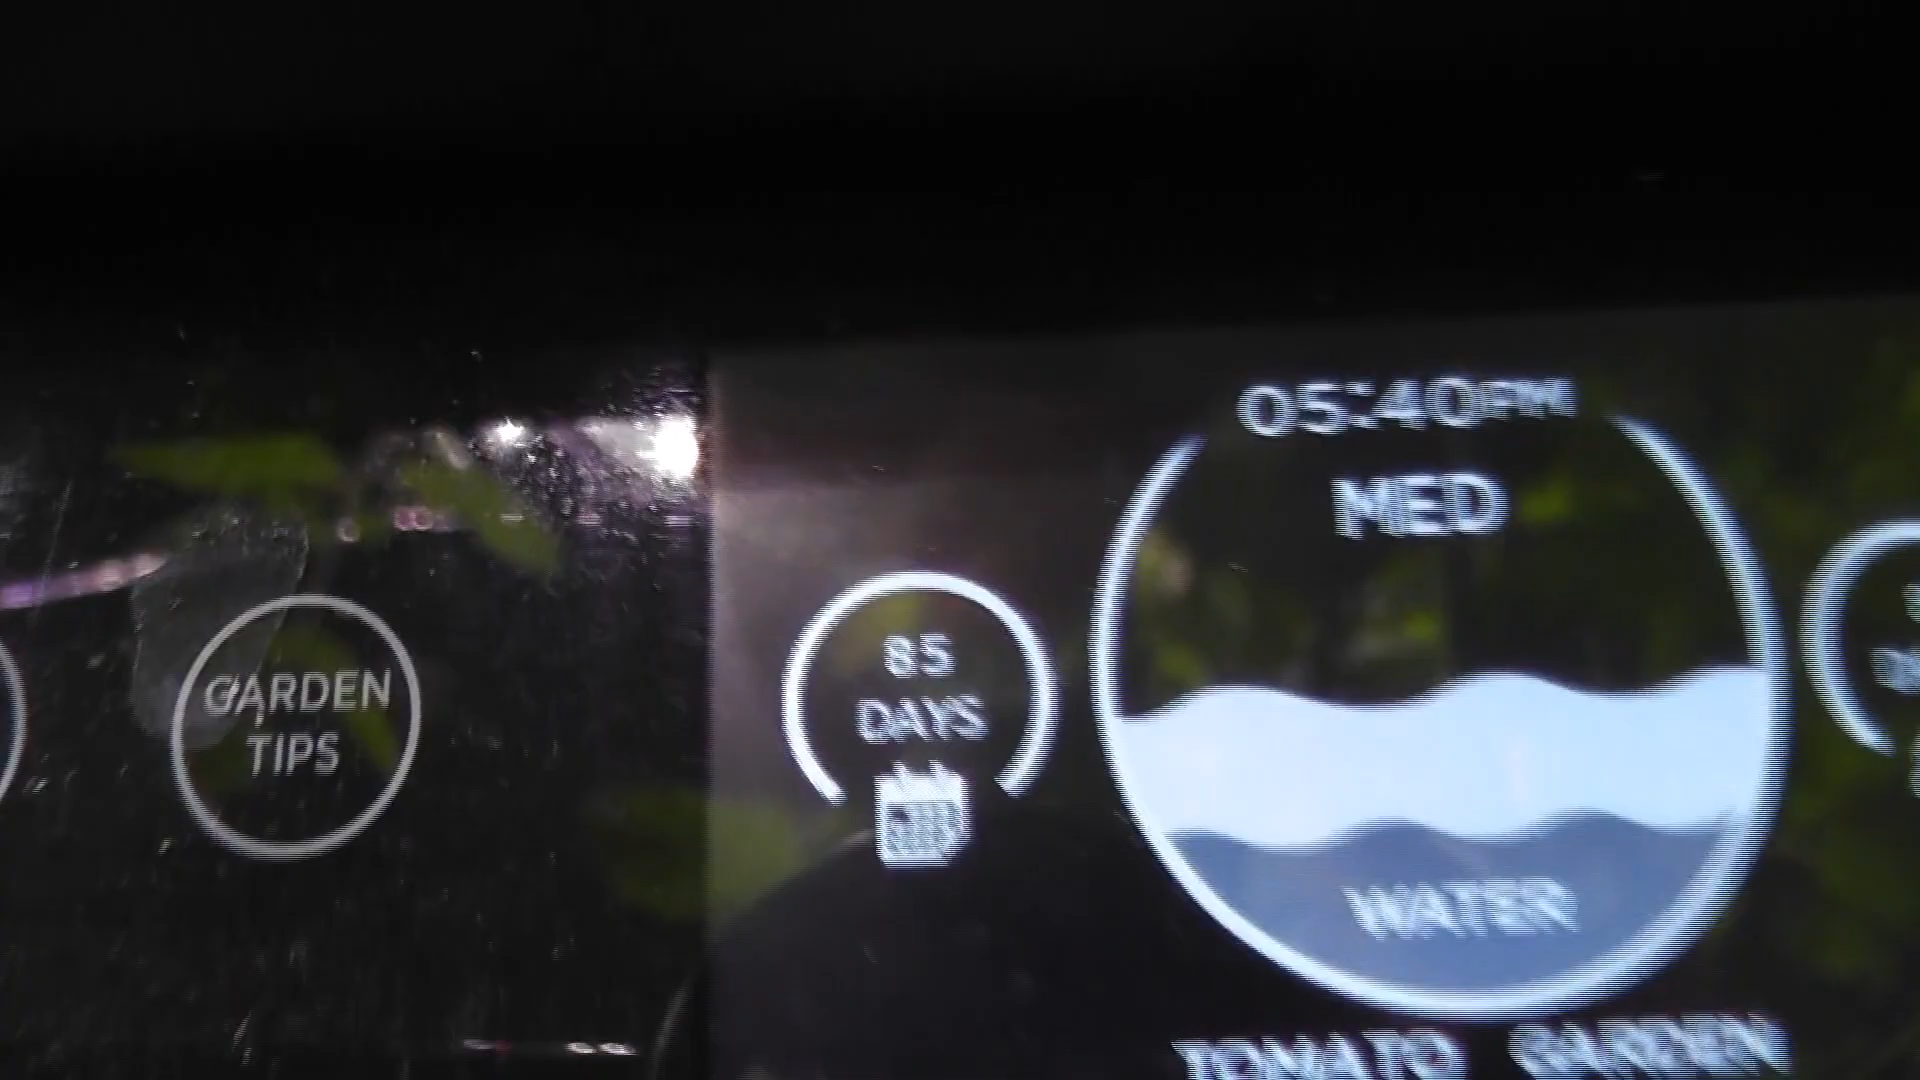 GARDEN
TIPS
85
DAYS
05:40PM
MED
WATER
TOMATO GARDEN